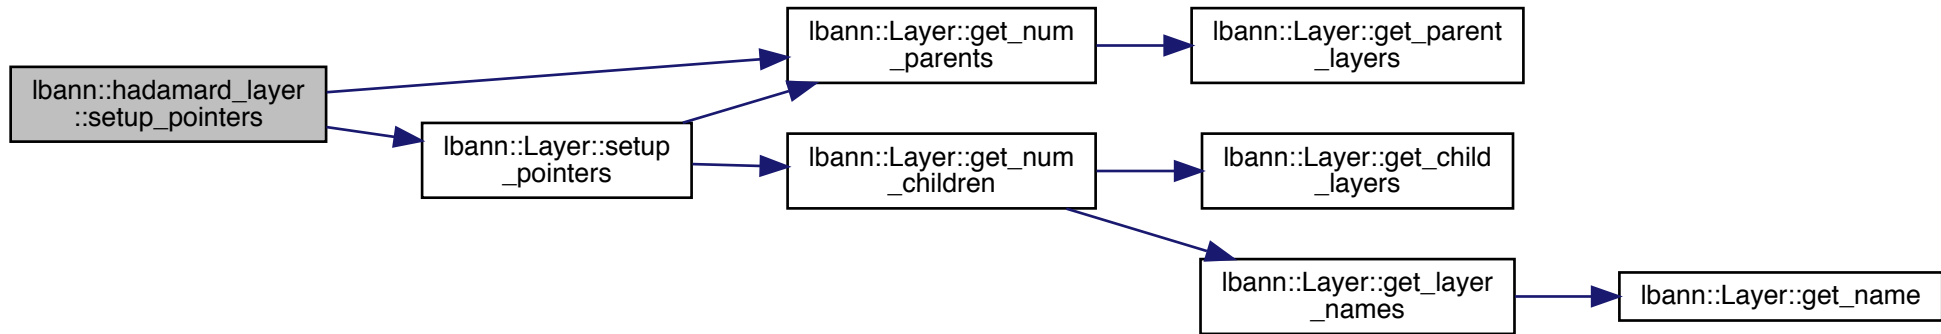 lbann::hadamard_layer
::setup_pointers
lbann::Layer::setup
_pointers
lbann::Layer::get_num
_parents
lbann::Layer::get_parent
_layers
lbann::Layer::get_num
_children
lbann::Layer::get_child
_layers
lbann::Layer::get_layer
_names
lbann::Layer::get_name